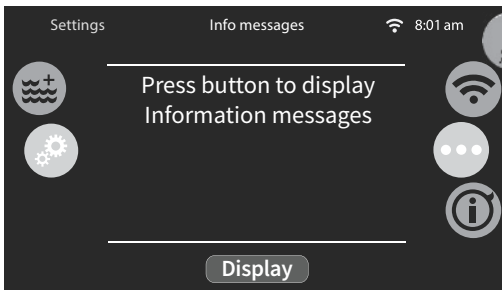 Settings
Info messages
8:01 am
Press button to display
Information messages
Display